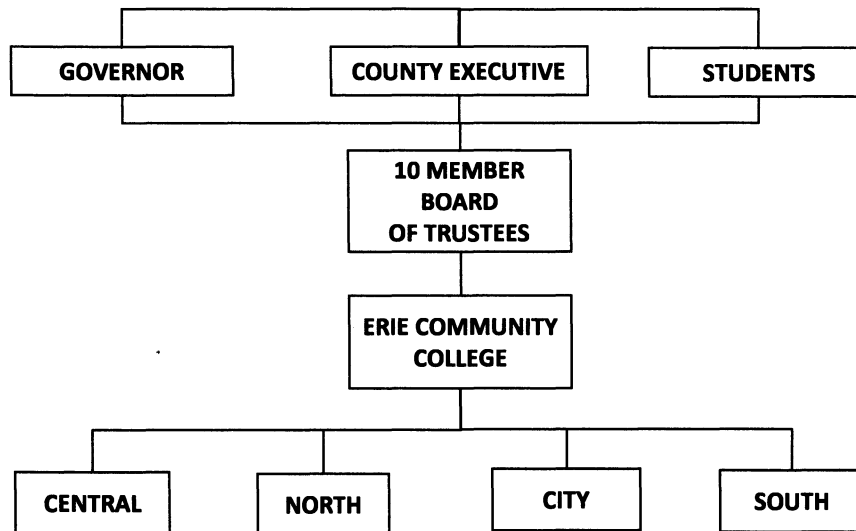 GOVERNOR
COUNTY EXECUTIVE
STUDENTS
10 MEMBER
BOARD
OF TRUSTEES
ERIE COMMUNITY
COLLEGE
CENTRAL
NORTH
CITY
SOUTH